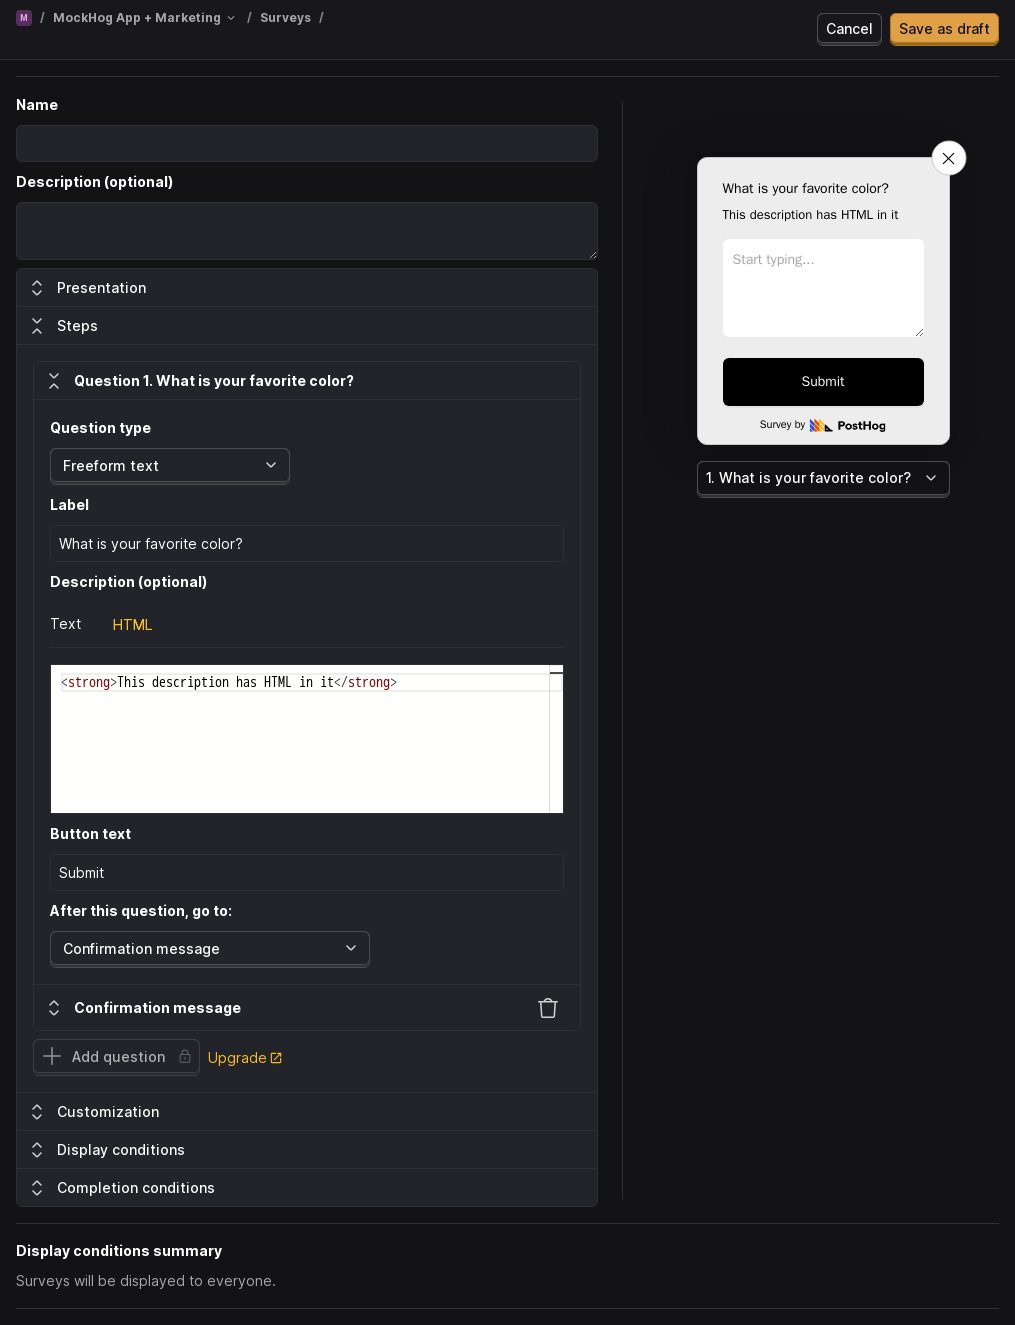 M / MockHog App + Marketing / Surveys /
Cancel
Save as draft
Name
Description (optional)
Presentation
Steps
Question 1. What is your favorite color?
Question type
Freeform text
Label
What is your favorite color?
Description (optional)
Text HTML
<strong>This description has HTML in it</strong>
Button text
Submit
After this question, go to:
Confirmation message
Confirmation message
Add question
Upgrade
Customization
Display conditions
Completion conditions
What is your favorite color?
This description has HTML in it
Start typing...
Submit
Survey by PostHog
1. What is your favorite color?
Display conditions summary
Surveys will be displayed to everyone.